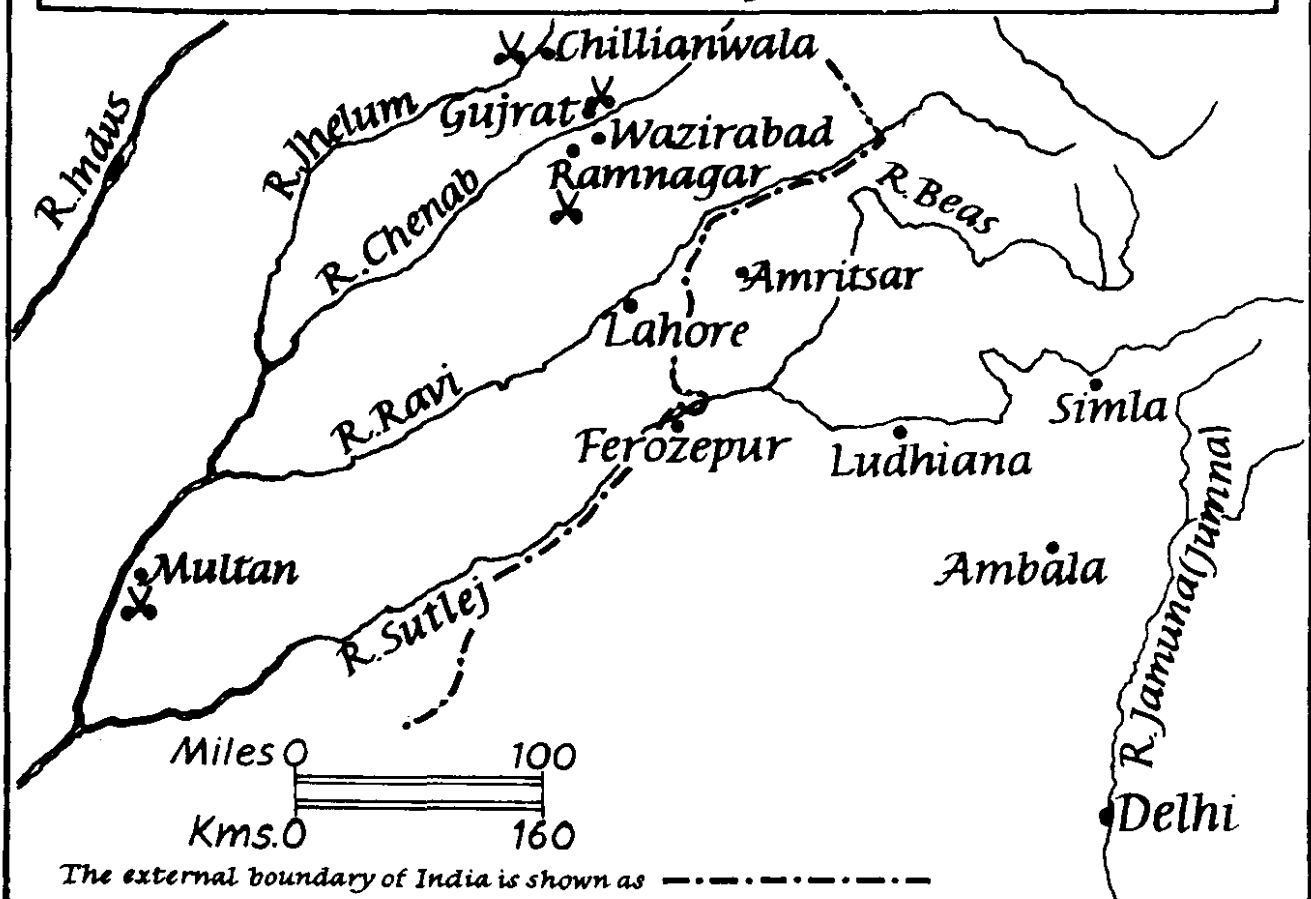 Chillianwala
R. Indus
R. Jhelum
Gujrat
Wazirabad
Ramnagar
R. Chenab
R. Beas
Amritsar
Lahore
R. Ravi
Simla
Ferozepur
Ludhiana
R. Jamuna (Jumna)
Multan
Ambala
R. Sutlej
Miles 0 100
Kms. 0 160
Delhi
The external boundary of India is shown as